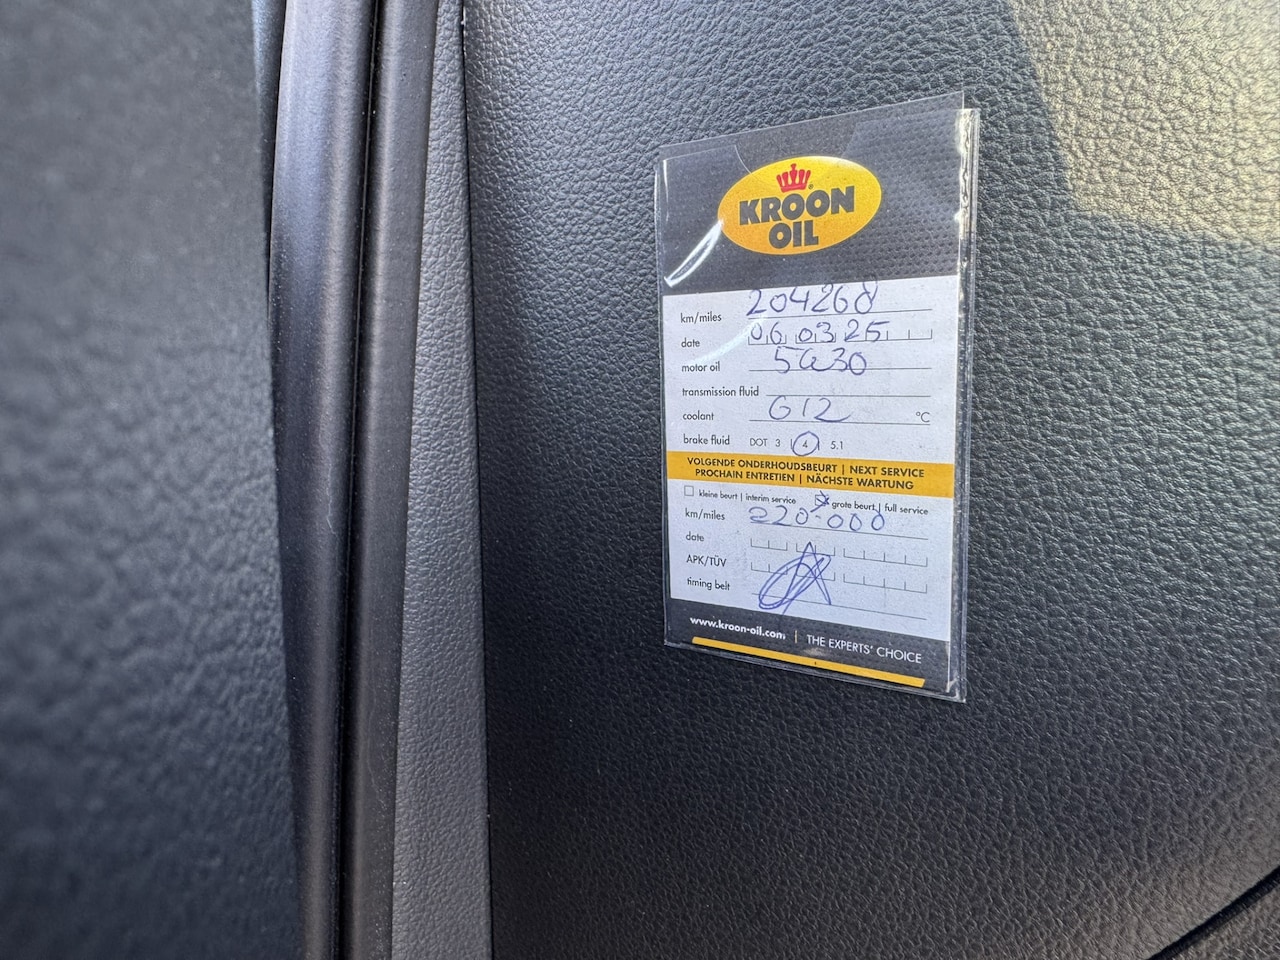 KROON
OIL
km/miles 204268
date 06 03 25
motor oil 5W30
transmission fluid
coolant G12 °C
brake fluid DOT 3 | 4 | 5.1
VOLGENDE ONDERHOUDSBEURT | NEXT SERVICE
PROCHAIN ENTRETIEN | NÄCHSTE WARTUNG
kleine beurt | interim service grote beurt | full service
km/miles 220-000
date
APK/TÜV
timing belt
www.kroon-oil.com | THE EXPERTS' CHOICE